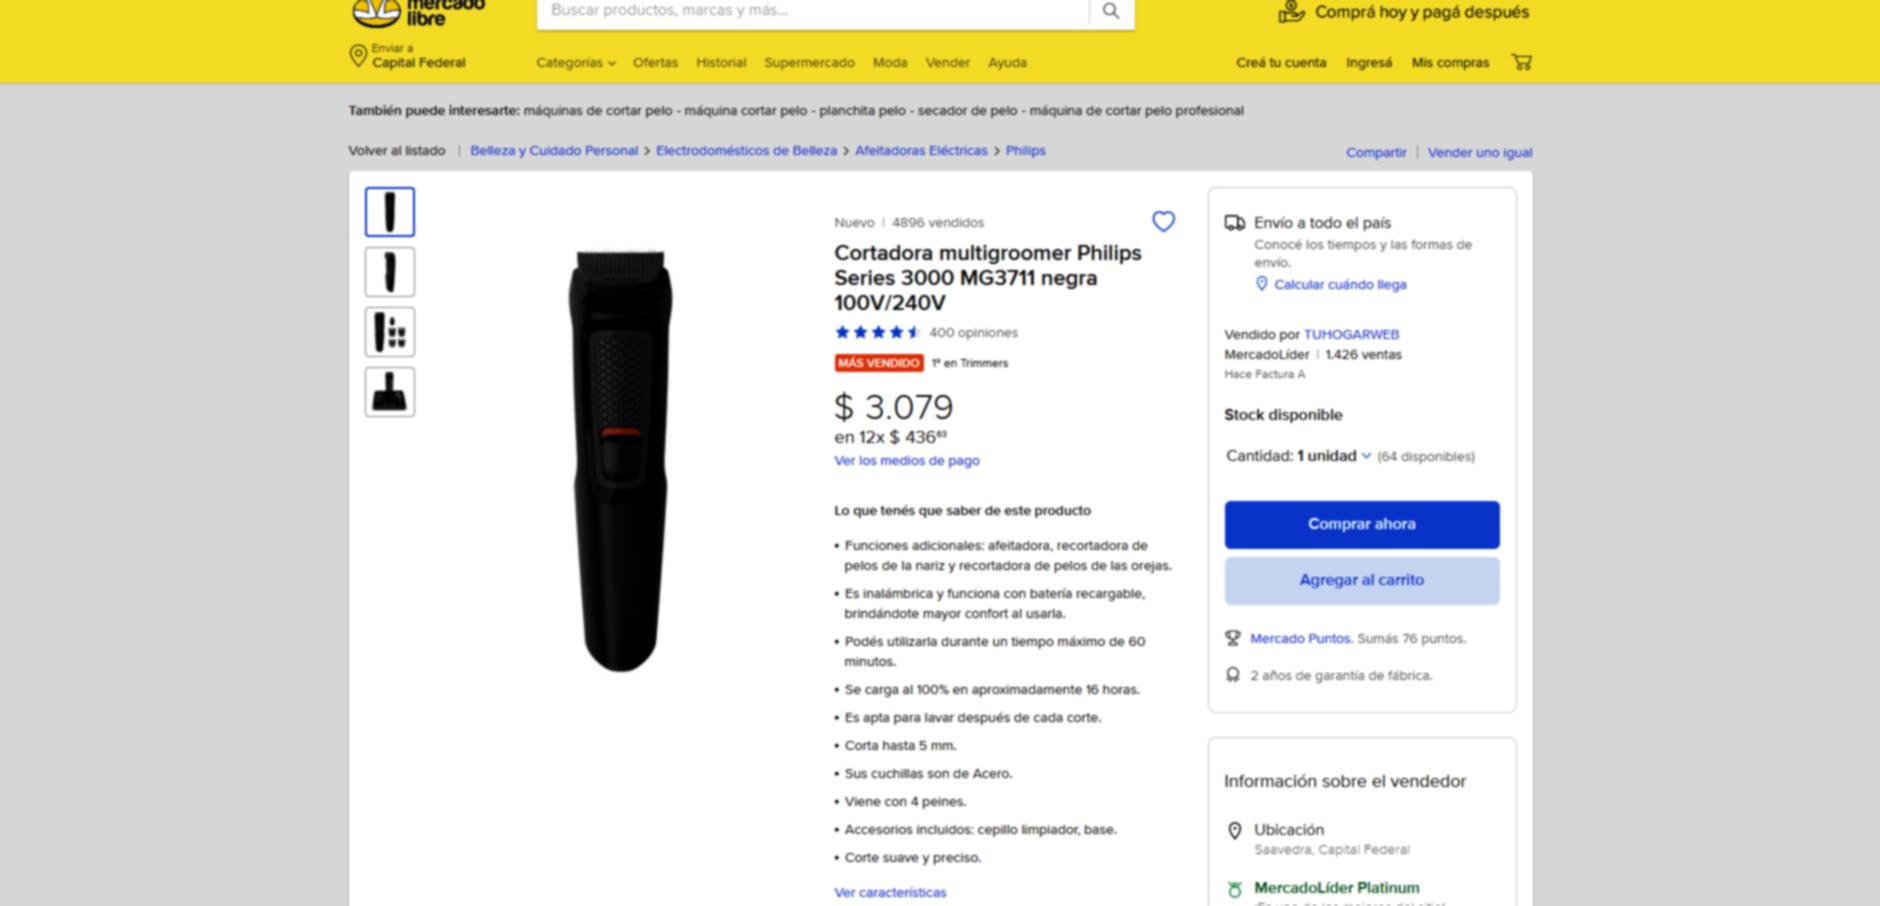 mercado
libre
Buscar productos, marcas y más...
Comprá hoy y pagá después
Enviar a
Capital Federal
Categorías Ofertas Historial Supermercado Moda Vender Ayuda
Creá tu cuenta Ingresá Mis compras
También puede interesarte: máquinas de cortar pelo - máquina cortar pelo - planchita pelo - secador de pelo - máquina de cortar pelo profesional
Volver al listado | Belleza y Cuidado Personal > Electrodomésticos de Belleza > Afeitadoras Eléctricas > Philips
Compartir | Vender uno igual
Nuevo | 4896 vendidos
Cortadora multigroomer Philips
Series 3000 MG3711 negra
100V/240V
400 opiniones
MÁS VENDIDO 1º en Trimmers
$ 3.079
en 12x $ 436⁶³
Ver los medios de pago
Lo que tenés que saber de este producto
• Funciones adicionales: afeitadora, recortadora de
pelos de la nariz y recortadora de pelos de las orejas.
• Es inalámbrica y funciona con batería recargable,
brindándote mayor confort al usarla.
• Podés utilizarla durante un tiempo máximo de 60
minutos.
• Se carga al 100% en aproximadamente 16 horas.
• Es apta para lavar después de cada corte.
• Corta hasta 5 mm.
• Sus cuchillas son de Acero.
• Viene con 4 peines.
• Accesorios incluidos: cepillo limpiador, base.
• Corte suave y preciso.
Ver características
Envío a todo el país
Conocé los tiempos y las formas de
envío.
Calcular cuándo llega
Vendido por TUHOGARWEB
MercadoLíder | 1.426 ventas
Hace Factura A
Stock disponible
Cantidad: 1 unidad (64 disponibles)
Comprar ahora
Agregar al carrito
Mercado Puntos. Sumás 76 puntos.
2 años de garantía de fábrica.
Información sobre el vendedor
Ubicación
Saavedra, Capital Federal
MercadoLíder Platinum